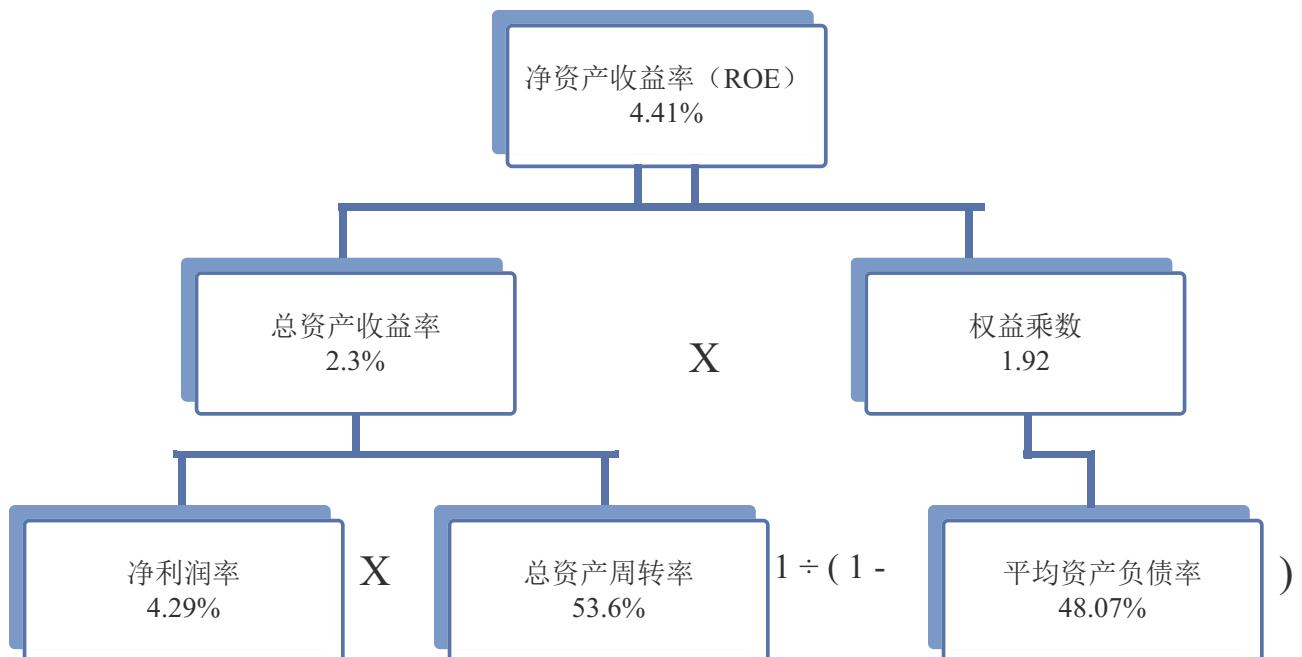 净资产收益率（ROE）
4.41%
总资产收益率
2.3%
X
权益乘数
1.92
净利润率
4.29%
X
总资产周转率
53.6%
1 ÷ ( 1 -
平均资产负债率
48.07%
)